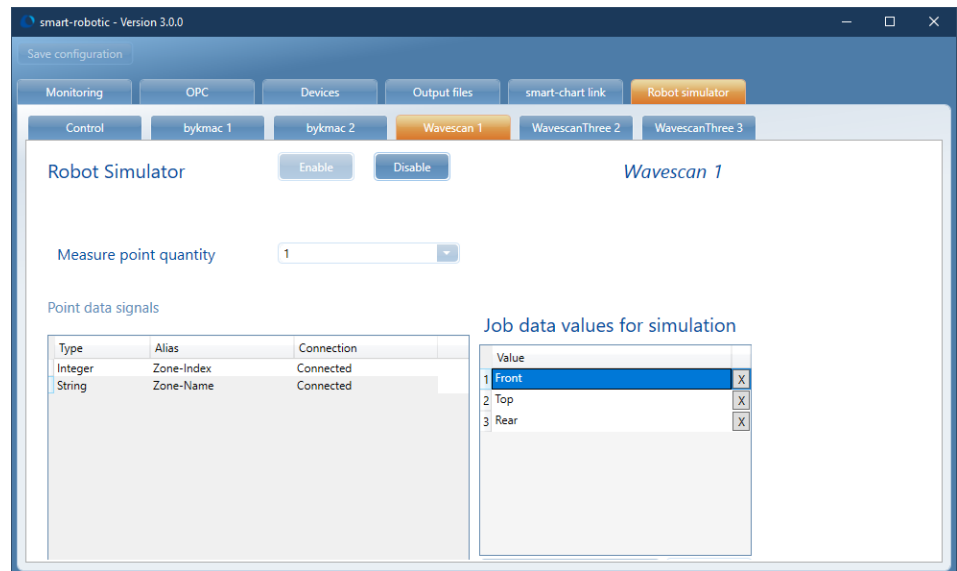 smart-robotic - Version 3.0.0
Save configuration
Monitoring OPC Devices Output files smart-chart link Robot simulator
Control bykmac 1 bykmac 2 Wavescan 1 WavescanThree 2 WavescanThree 3
Robot Simulator Enable Disable Wavescan 1
Measure point quantity 1
Point data signals
Job data values for simulation
Type Alias Connection
Integer Zone-Index Connected
String Zone-Name Connected
Value
1 Front X
2 Top X
3 Rear X